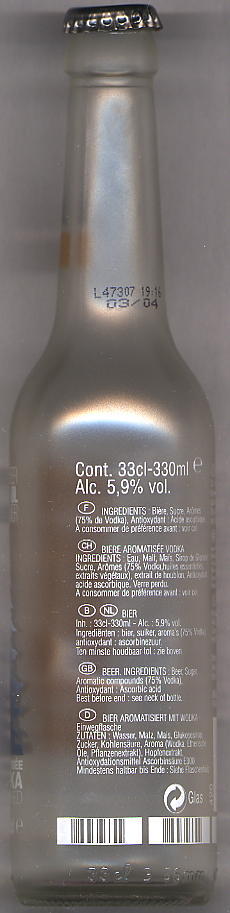 L47307 19:16
03/04
Cont. 33cl-330ml e
Alc. 5,9% vol.
F INGREDIENTS : Bière, Sucre, Arômes
(75% de Vodka), Antioxydant : Acide ascorbique
A consommer de préférence avant : voir col
CH BIERE AROMATISÉE VODKA
INGREDIENTS : Eau, Malt, Maïs, Sirop de
Sucre, Arômes (75% Vodka, huiles essentielles,
extraits végétaux), extrait de houblon, Antioxydant
acide ascorbique. Verre perdu.
A consommer de préférence avant : voir col
B NL BIER
Inh. : 33cl-330ml - Alc. : 5.9% vol.
Ingrediënten : bier, suiker, aroma's (75% Vodka)
antioxydant : ascorbinezuur.
Ten minste houdbaar tot : zie boven
GB BEER. INGREDIENTS : Beer, Sugar,
Aromatic compounds (75% Vodka),
Antioxydant : Ascorbic acid
Best before end : see neck of bottle.
D BIER AROMATISIERT MIT WODKA
Einwegflasche
ZUTATEN : Wasser, Malz, Maïs, Glukosesirup
Zucker, Kohlensäure, Aroma (Wodka, Etherische
Öle, Pflanzenextrakt), Hopfenextrakt
Antioxydationsmittel Ascorbinsäure E300
Mindestens haltbar bis Ende : Siehe Flaschenhals
Glas
33cl 3